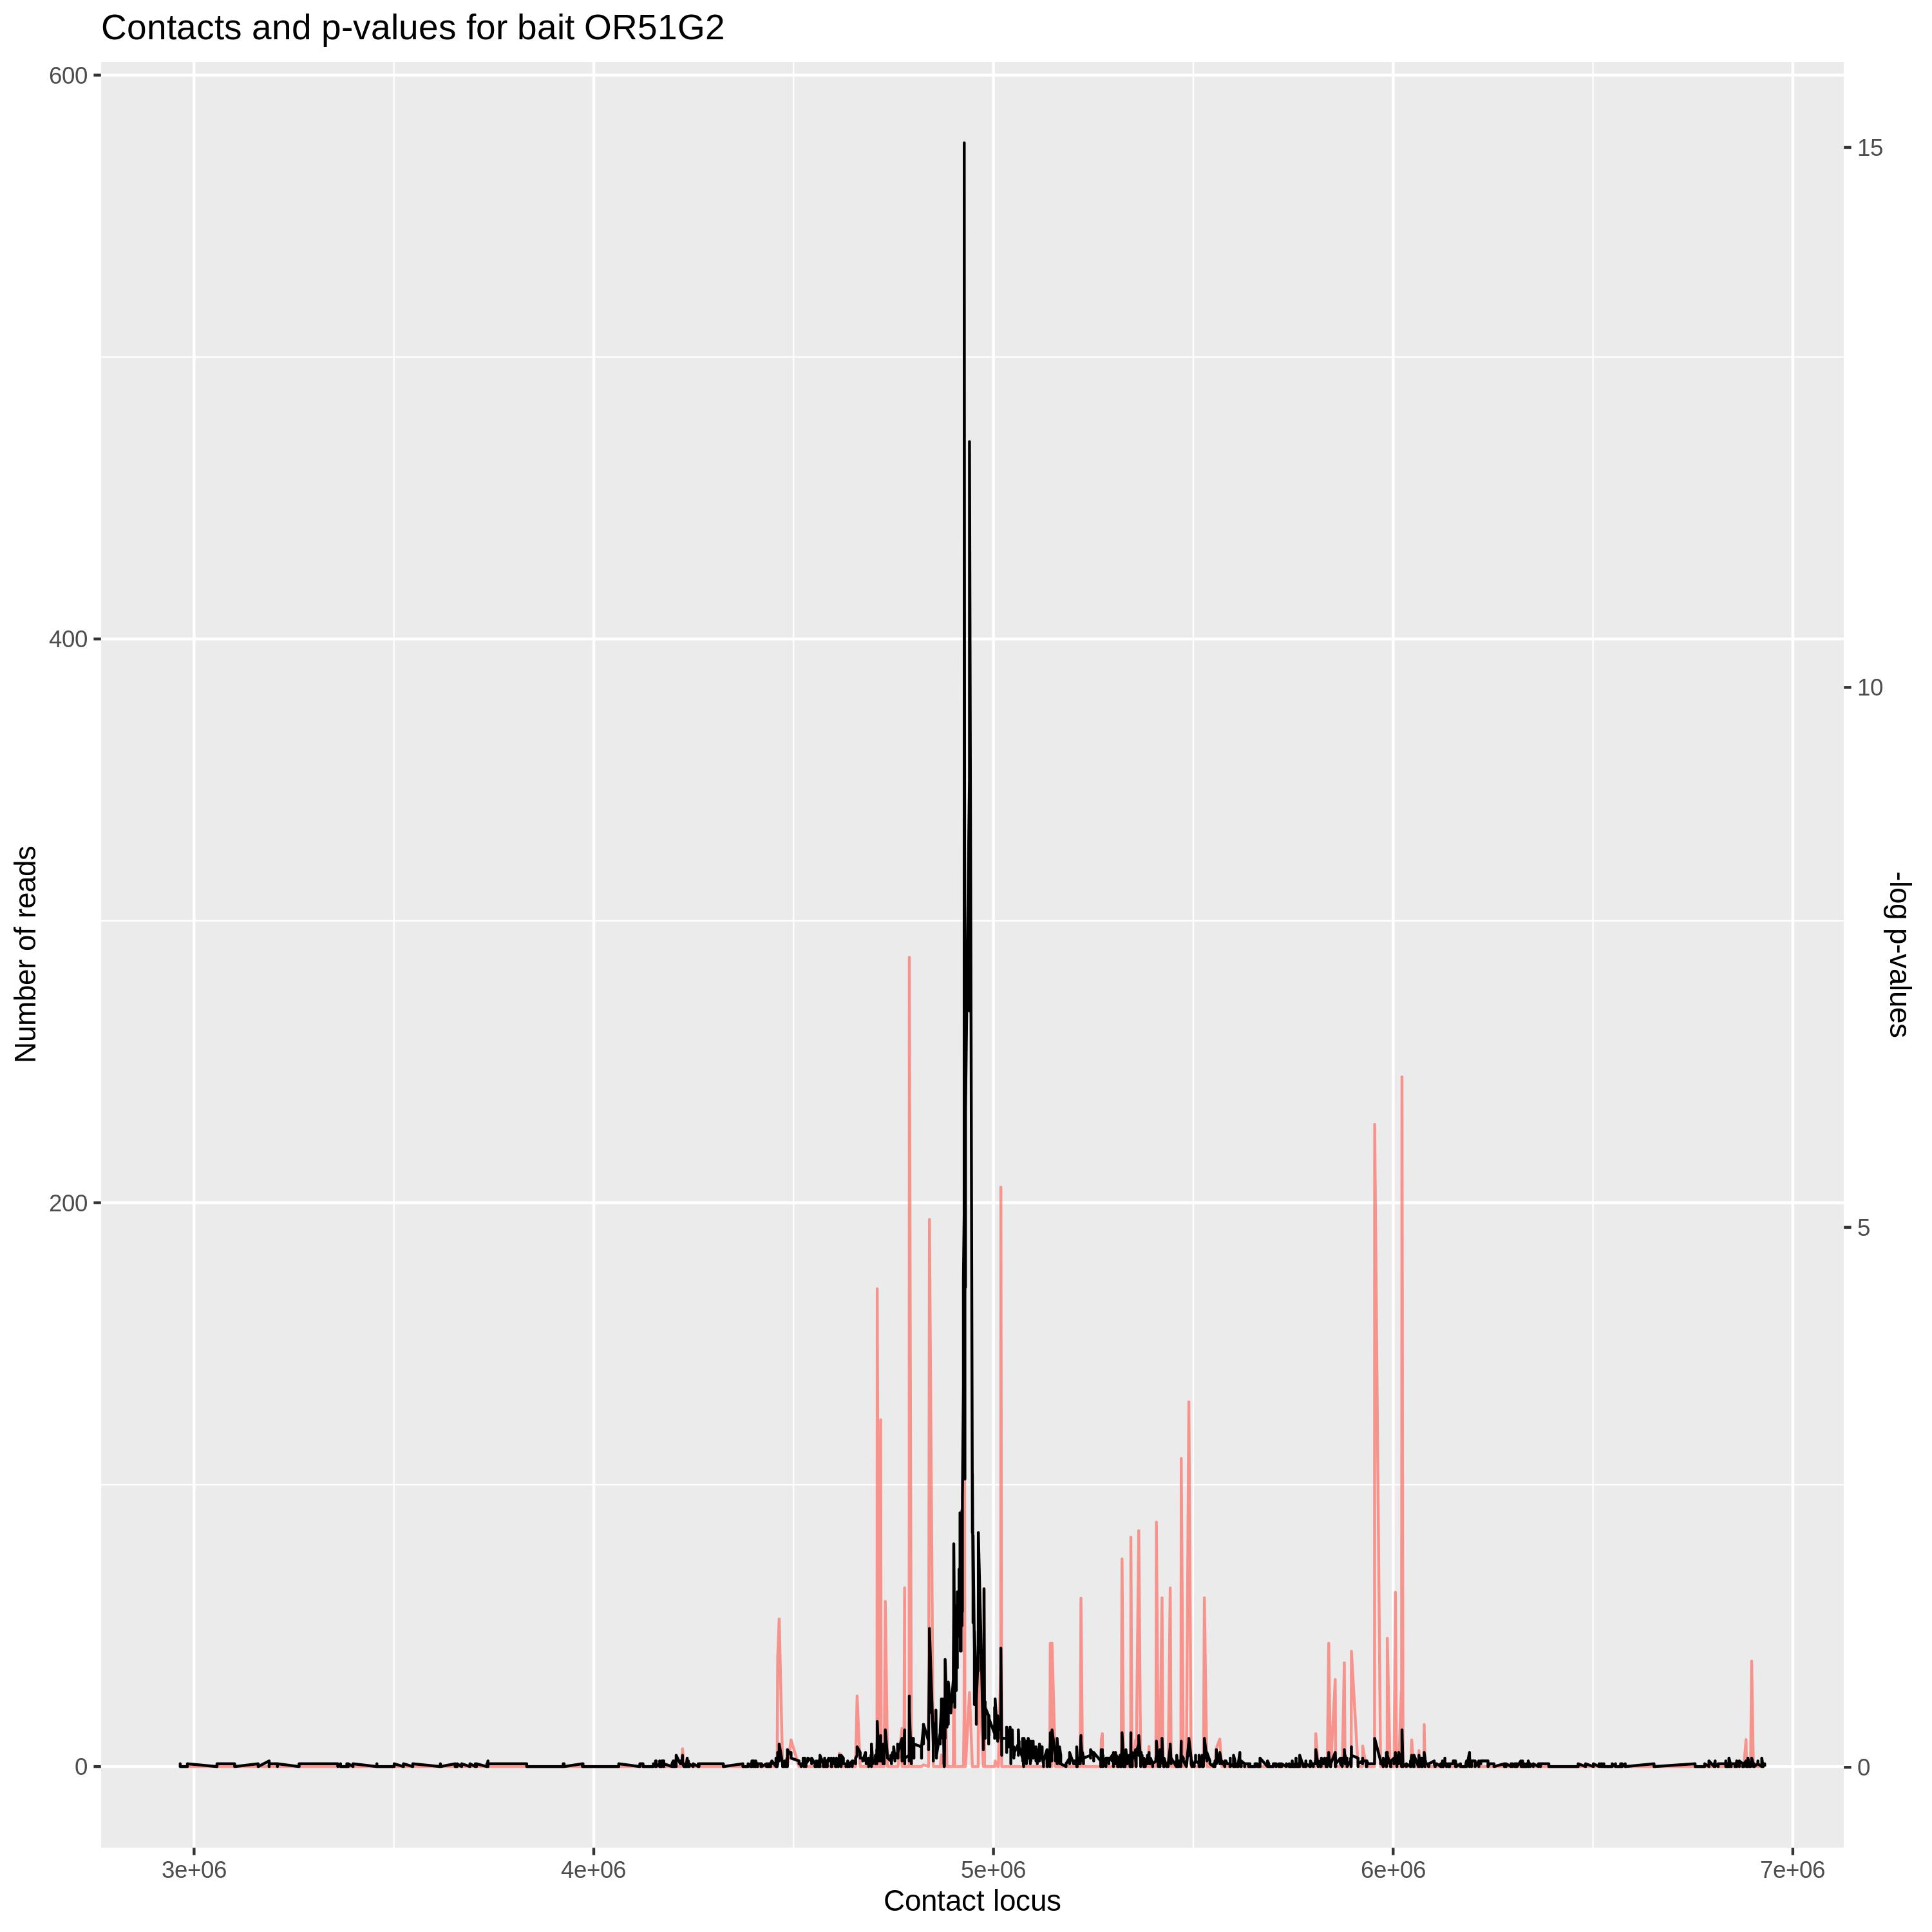 Contacts and p-values for bait OR51G2
600
400
200
0
Number of reads
15
10
5
0
-log p-values
3e+06 4e+06 5e+06 6e+06 7e+06
Contact locus